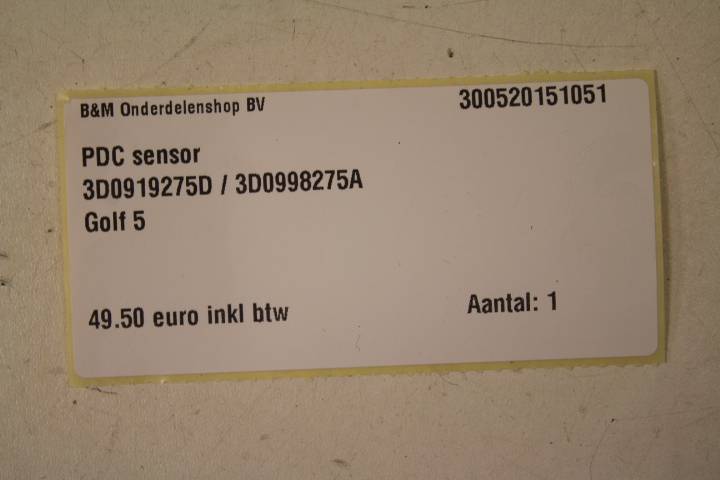 B&M Onderdelenshop BV
300520151051
PDC sensor
3D0919275D / 3D0998275A
Golf 5
49.50 euro inkl btw
Aantal: 1